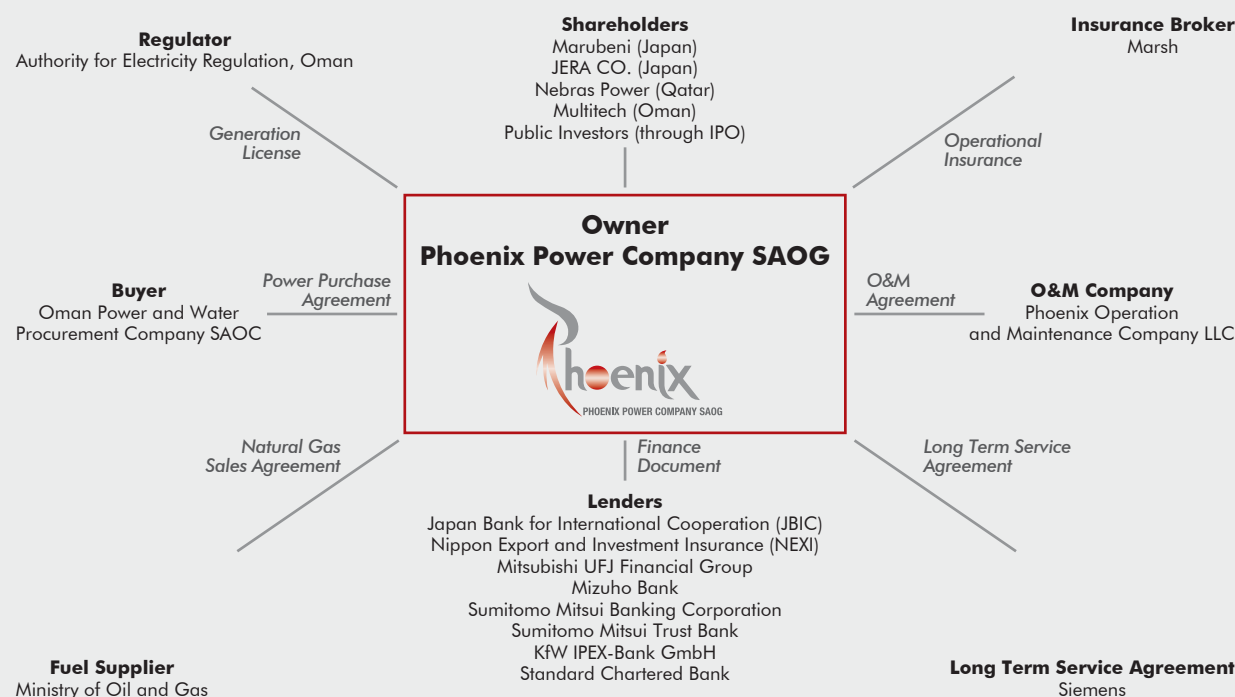 Regulator
Authority for Electricity Regulation, Oman
Shareholders
Marubeni (Japan)
JERA CO. (Japan)
Nebras Power (Qatar)
Multitech (Oman)
Public Investors (through IPO)
Insurance Broker
Marsh
Generation
License
Operational
Insurance
Owner
Phoenix Power Company SAOG
Phoenix
PHOENIX POWER COMPANY SAOG
Buyer
Oman Power and Water
Procurement Company SAOC
Power Purchase
Agreement
O&M
Agreement
O&M Company
Phoenix Operation
and Maintenance Company LLC
Natural Gas
Sales Agreement
Finance
Document
Long Term Service
Agreement
Lenders
Japan Bank for International Cooperation (JBIC)
Nippon Export and Investment Insurance (NEXI)
Mitsubishi UFJ Financial Group
Mizuho Bank
Sumitomo Mitsui Banking Corporation
Sumitomo Mitsui Trust Bank
KfW IPEX-Bank GmbH
Standard Chartered Bank
Fuel Supplier
Ministry of Oil and Gas
Long Term Service Agreement
Siemens